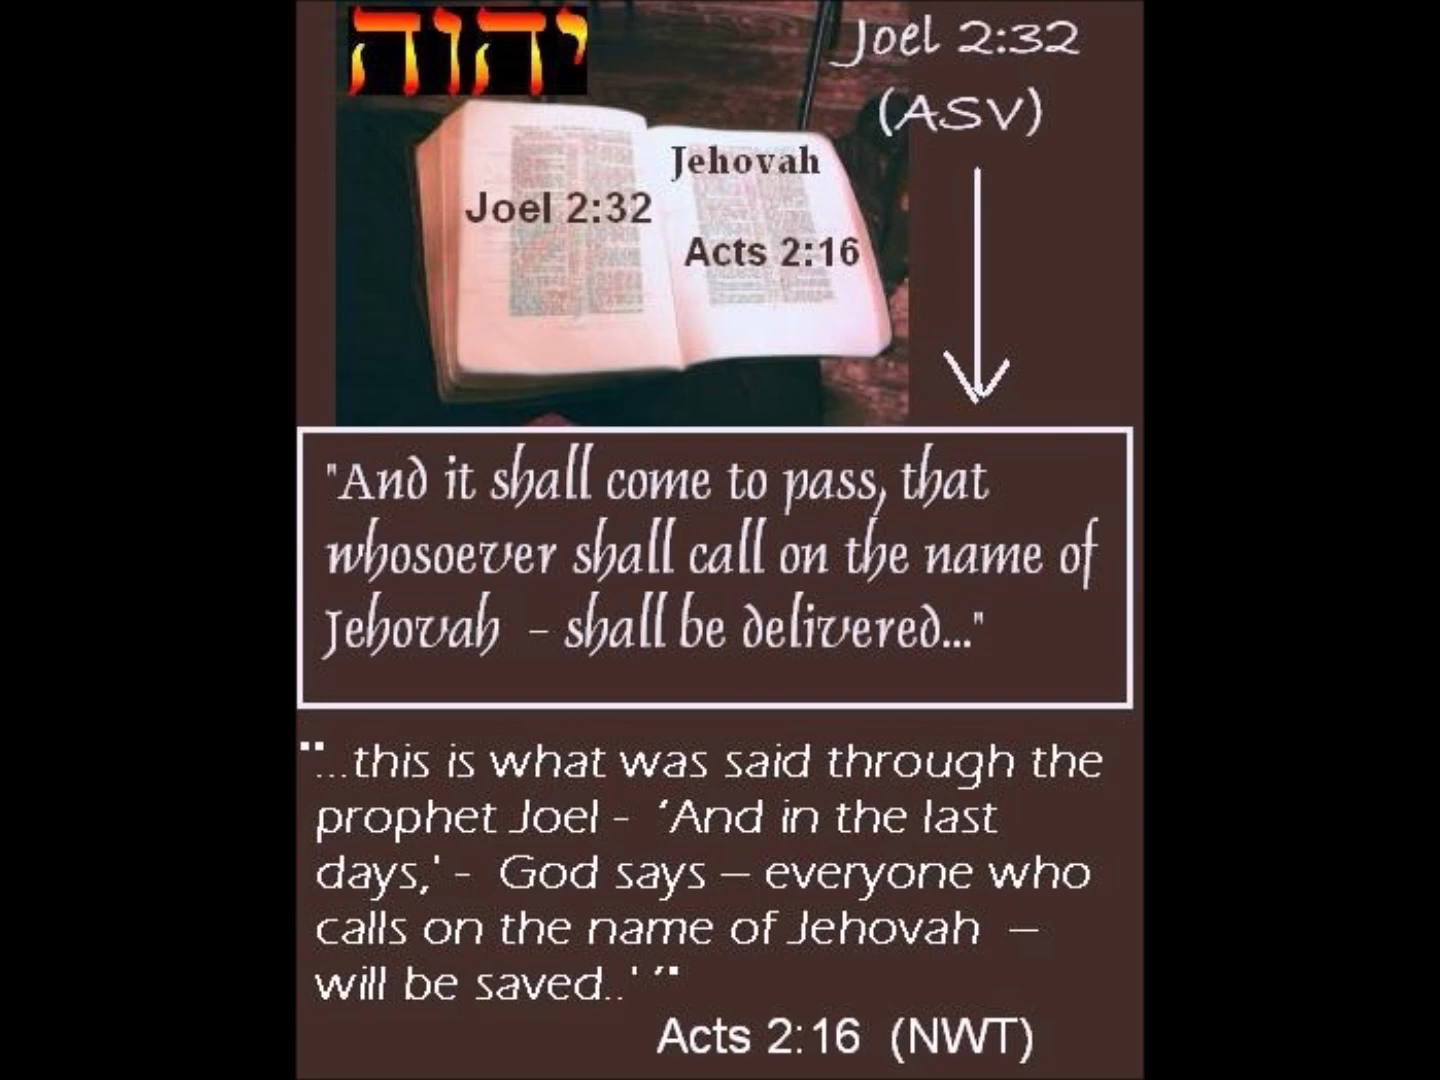 יהוה
Joel 2:32
(ASV)
Jehovah
Joel 2:32
Acts 2:16
"And it shall come to pass, that
whosoever shall call on the name of
Jehovah - shall be delivered..."
"...this is what was said through the
prophet Joel - 'And in the last
days,' - God says – everyone who
calls on the name of Jehovah –
will be saved..' '"
Acts 2:16 (NWT)